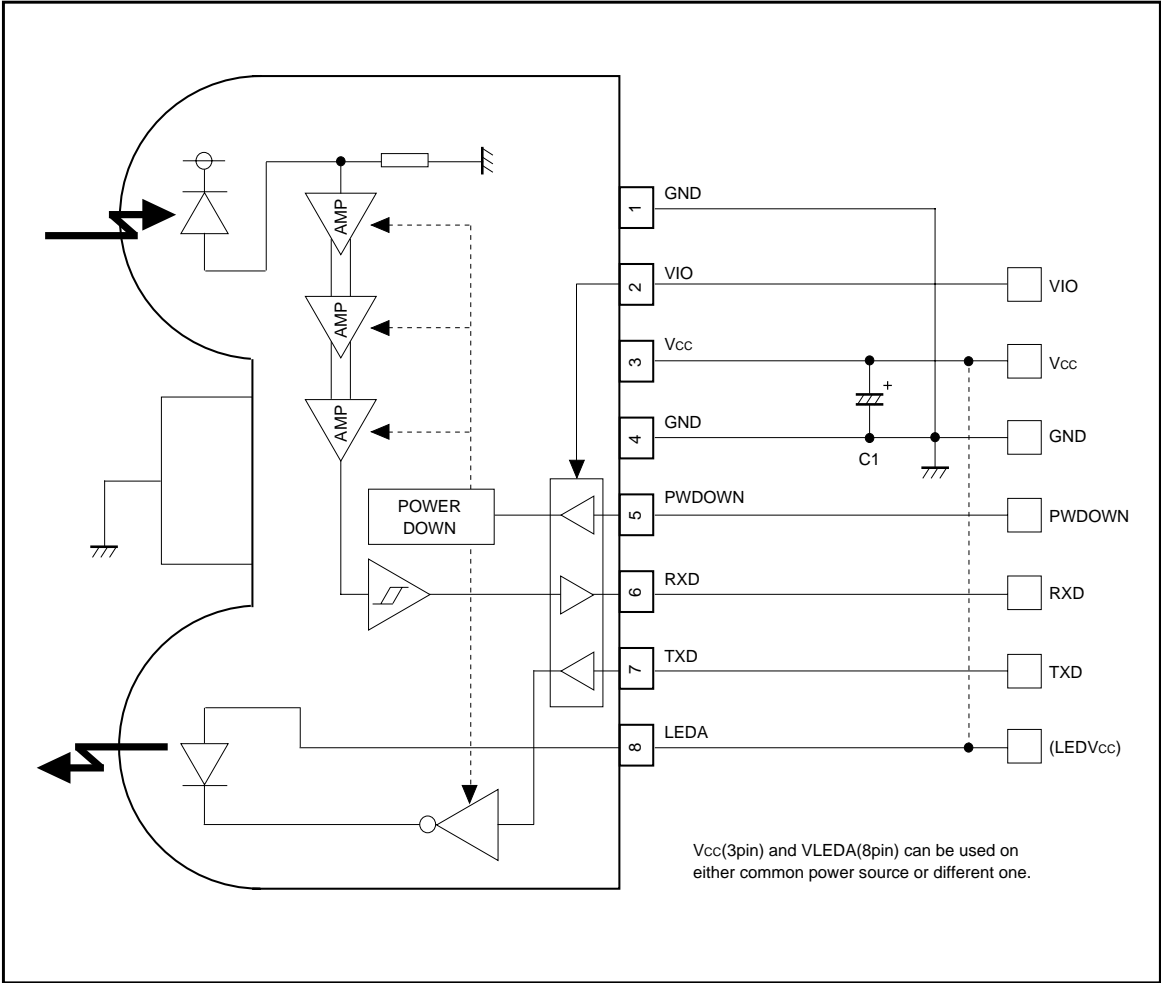 AMP
AMP
AMP
POWER
DOWN
1 GND
2 VIO VIO
3 Vcc Vcc
+
4 GND GND
C1
5 PWDOWN PWDOWN
6 RXD RXD
7 TXD TXD
8 LEDA (LEDVcc)
Vcc(3pin) and VLEDA(8pin) can be used on
either common power source or different one.